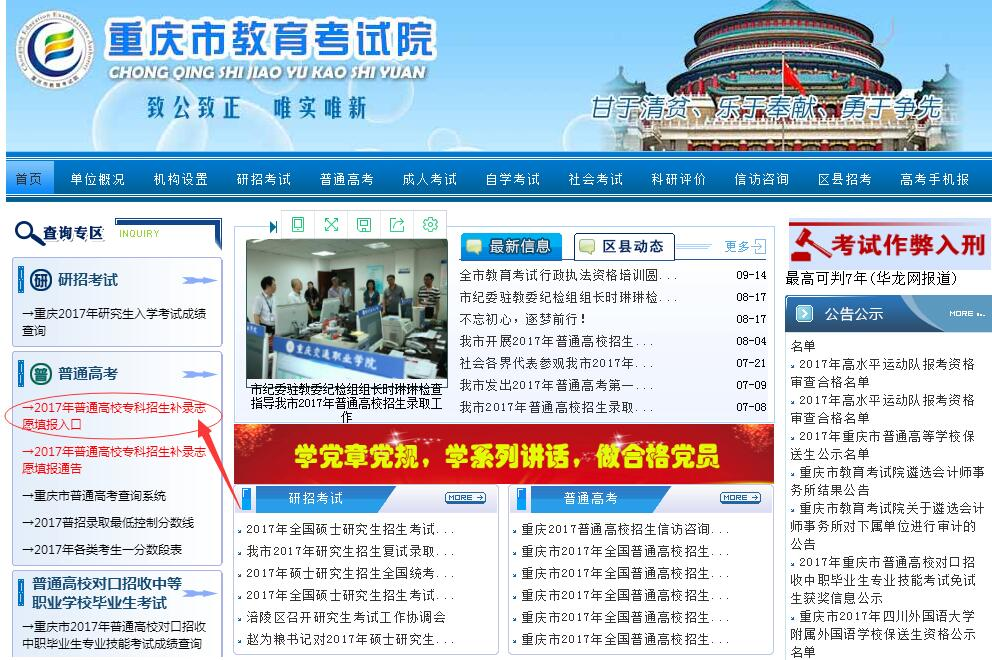 重庆市教育考试院
CHONG QING SHI JIAO YU KAO SHI YUAN
致公致正 唯实唯新
甘于清贫、乐于奉献、勇于争先
首页 单位概况 机构设置 研招考试 普通高考 成人考试 自学考试 社会考试 科研评价 信访咨询 区县招考 高考手机报
查询专区 INQUIRY
研 研招考试
→重庆2017年研究生入学考试成绩
查询
普 普通高考
→2017年普通高校专科招生补录志
愿填报入口
→2017年普通高校专科招生补录志
愿填报通告
→重庆市普通高考查询系统
→2017普招录取最低控制分数线
→2017年各类考生一分数段表
普通高校对口招收中等
职业学校毕业生考试
→重庆市2017年普通高校对口招收
中职毕业生专业技能考试成绩查询
重庆交通职业学院
市纪委驻教委纪检组组长时琳琳检查
指导我市2017年普通高校招生录取工
作
最新信息 区县动态 更多
全市教育考试行政执法资格培训圆... 09-14
市纪委驻教委纪检组组长时琳琳检... 08-17
不忘初心，逐梦前行！ 08-17
我市开展2017年普通高校招生... 08-04
社会各界代表参观我市2017年... 07-21
我市发出2017年普通高考第一... 07-09
我市2017年普通高校招生录取... 07-08
学党章党规，学系列讲话，做合格党员
研招考试 MORE
2017年全国硕士研究生招生考试...
我市2017年研究生招生复试录取...
2017年硕士研究生招生全国统考...
2017年全国硕士研究生招生考试...
涪陵区召开研究生考试工作协调会
赵为粮书记对2017年硕士研究生...
普通高考 MORE
重庆2017普通高校招生信访咨询...
重庆市2017年全国普通高校招生...
重庆市2017年全国普通高校招生...
重庆市2017年全国普通高校招生...
重庆市2017年全国普通高校招生...
重庆市2017年全国普通高校招生...
考试作弊入刑
最高可判7年(华龙网报道)
公告公示 MORE
名单
2017年高水平运动队报考资格
审查合格名单
2017年高水平运动队报考资格
审查合格名单
2017年重庆市普通高等学校保
送生公示名单
重庆市教育考试院遴选会计师事
务所结果公告
重庆市教育考试院关于遴选会计
师事务所对下属单位进行审计的
公告
2017年重庆市普通高校对口招
收中职毕业生专业技能考试免试
生获奖信息公示
重庆市2017年四川外国语大学
附属外国语学校保送生资格公示
名单